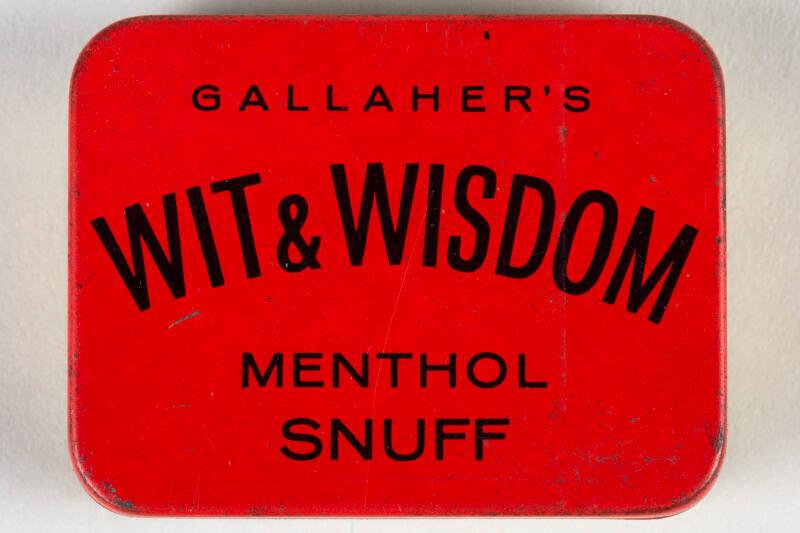 GALLAHER'S
WIT & WISDOM
MENTHOL
SNUFF